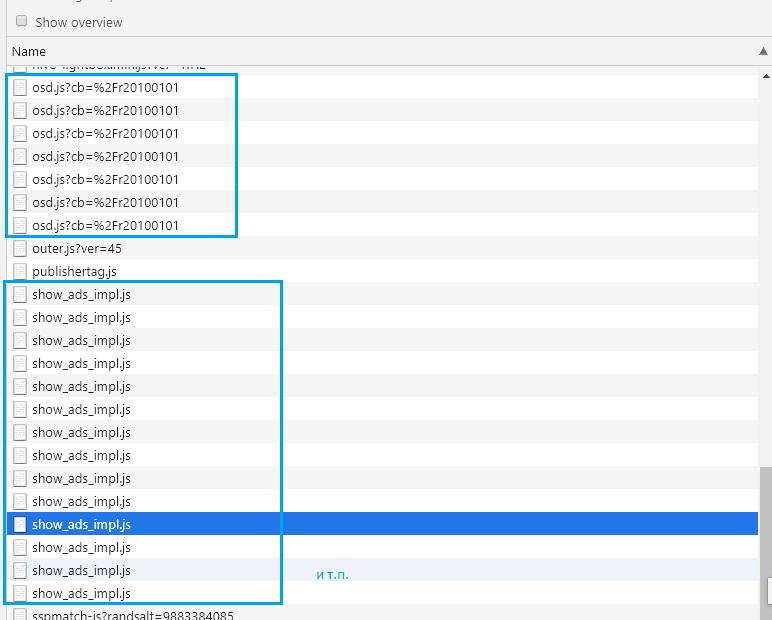 Show overview
Name
osd.js?cb=%2Fr20100101
osd.js?cb=%2Fr20100101
osd.js?cb=%2Fr20100101
osd.js?cb=%2Fr20100101
osd.js?cb=%2Fr20100101
osd.js?cb=%2Fr20100101
osd.js?cb=%2Fr20100101
outer.js?ver=45
publishertag.js
show_ads_impl.js
show_ads_impl.js
show_ads_impl.js
show_ads_impl.js
show_ads_impl.js
show_ads_impl.js
show_ads_impl.js
show_ads_impl.js
show_ads_impl.js
show_ads_impl.js
show_ads_impl.js
show_ads_impl.js
show_ads_impl.js
и т.п.
show_ads_impl.js
sspmatch-js?randsalt=9883384085